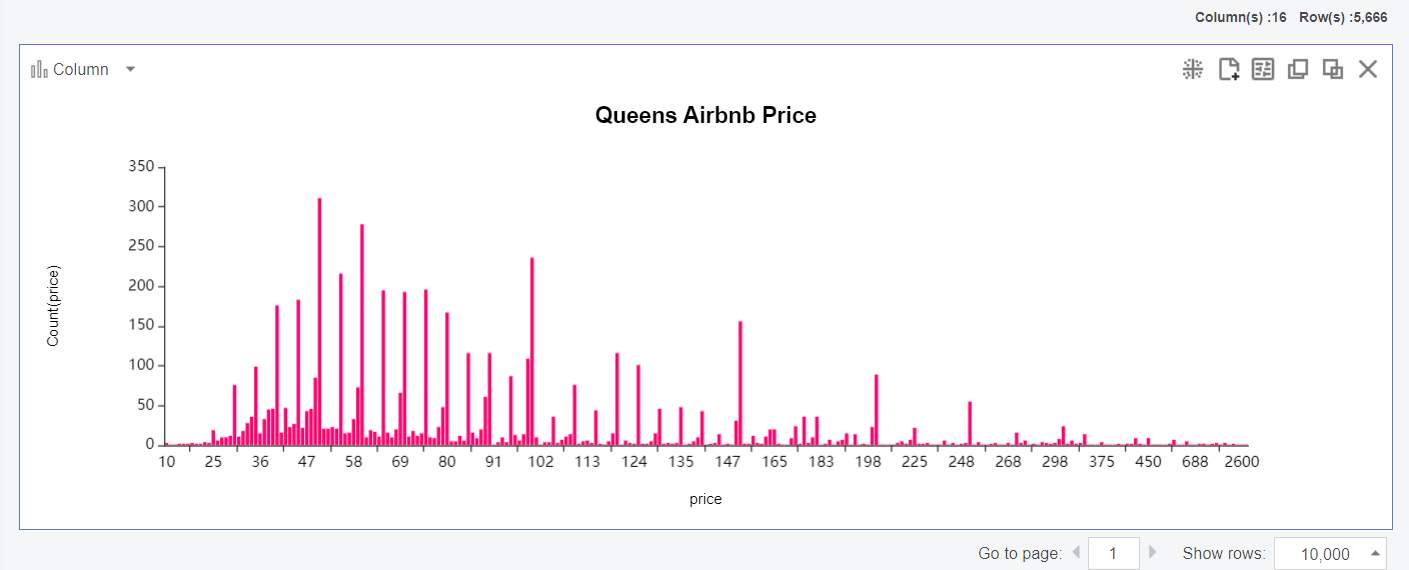 Column(s) :16 Row(s) :5,666
Column
Queens Airbnb Price
350
300
250
200
150
100
50
0
Count(price)
10 25 36 47 58 69 80 91 102 113 124 135 147 165 183 198 225 248 268 298 375 450 688 2600
price
Go to page: 1 Show rows: 10,000